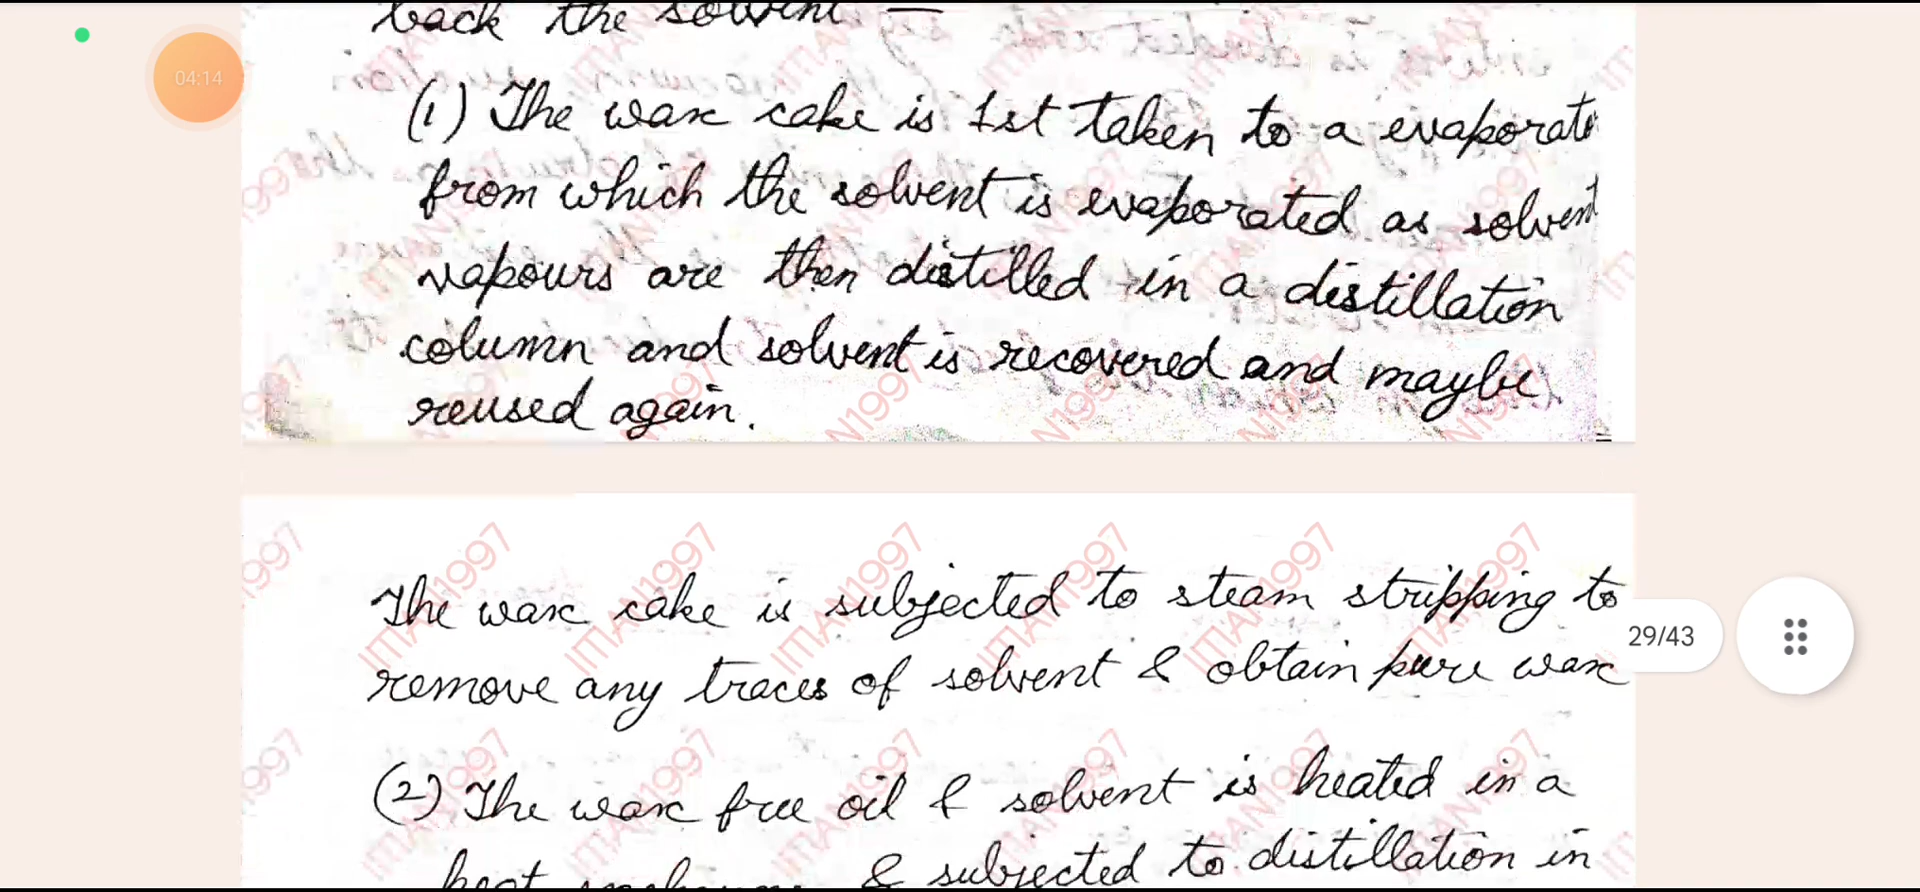 back the solvent —
04:14
(1) The wax cake is 1st taken to a evaporato
from which the solvent is evaporated as solvent
vapours are then distilled in a distillation
column and solvent is recovered and maybe
reused again.
The wax cake is subjected to steam stripping to
remove any traces of solvent & obtain pure wax
29/43
(2) The wax free oil & solvent is heated in a
heat & subjected to distillation in
IMAN1997